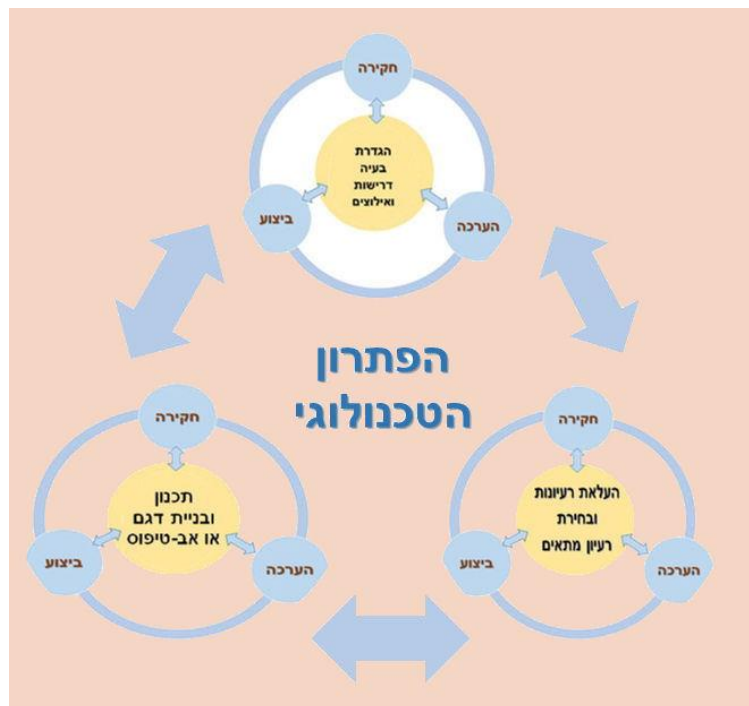 חקירה
הגדרת
בעיה
דרישות
ואילוצים
ביצוע
הערכה
הפתרון
הטכנולוגי
חקירה
העלאת רעיונות
ובחירת
רעיון מתאים
ביצוע
הערכה
חקירה
תכנון
ובניית דגם
או אב-טיפוס
ביצוע
הערכה